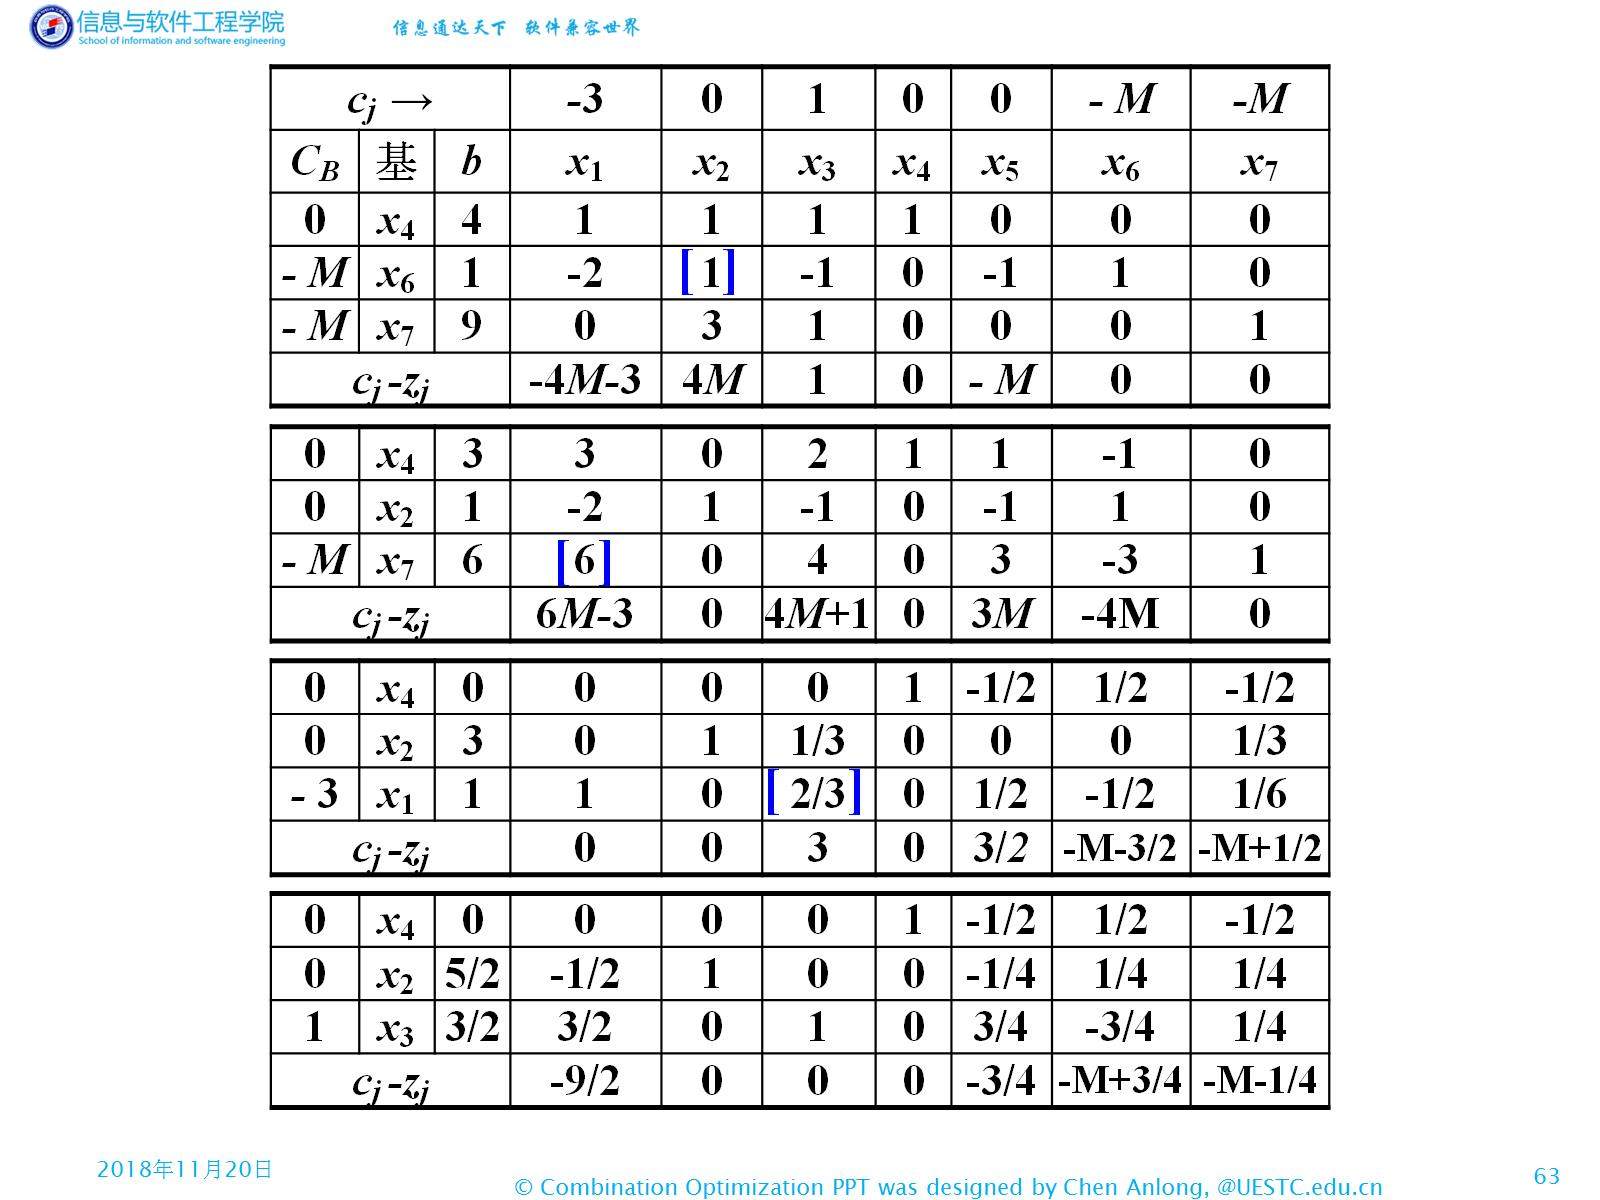 信息与软件工程学院
School of information and software engineering
信息通达天下 软件兼容世界
cj → -3 0 1 0 0 - M -M
CB 基 b x1 x2 x3 x4 x5 x6 x7
0 x4 4 1 1 1 1 0 0 0
- M x6 1 -2 [ 1 ] -1 0 -1 1 0
- M x7 9 0 3 1 0 0 0 1
cj -zj -4M-3 4M 1 0 - M 0 0
0 x4 3 3 0 2 1 1 -1 0
0 x2 1 -2 1 -1 0 -1 1 0
- M x7 6 [ 6 ] 0 4 0 3 -3 1
cj -zj 6M-3 0 4M+1 0 3M -4M 0
0 x4 0 0 0 0 1 -1/2 1/2 -1/2
0 x2 3 0 1 1/3 0 0 0 1/3
- 3 x1 1 1 0 [ 2/3 ] 0 1/2 -1/2 1/6
cj -zj 0 0 3 0 3/2 -M-3/2 -M+1/2
0 x4 0 0 0 0 1 -1/2 1/2 -1/2
0 x2 5/2 -1/2 1 0 0 -1/4 1/4 1/4
1 x3 3/2 3/2 0 1 0 3/4 -3/4 1/4
cj -zj -9/2 0 0 0 -3/4 -M+3/4 -M-1/4
2018年11月20日
© Combination Optimization PPT was designed by Chen Anlong, @UESTC.edu.cn
63